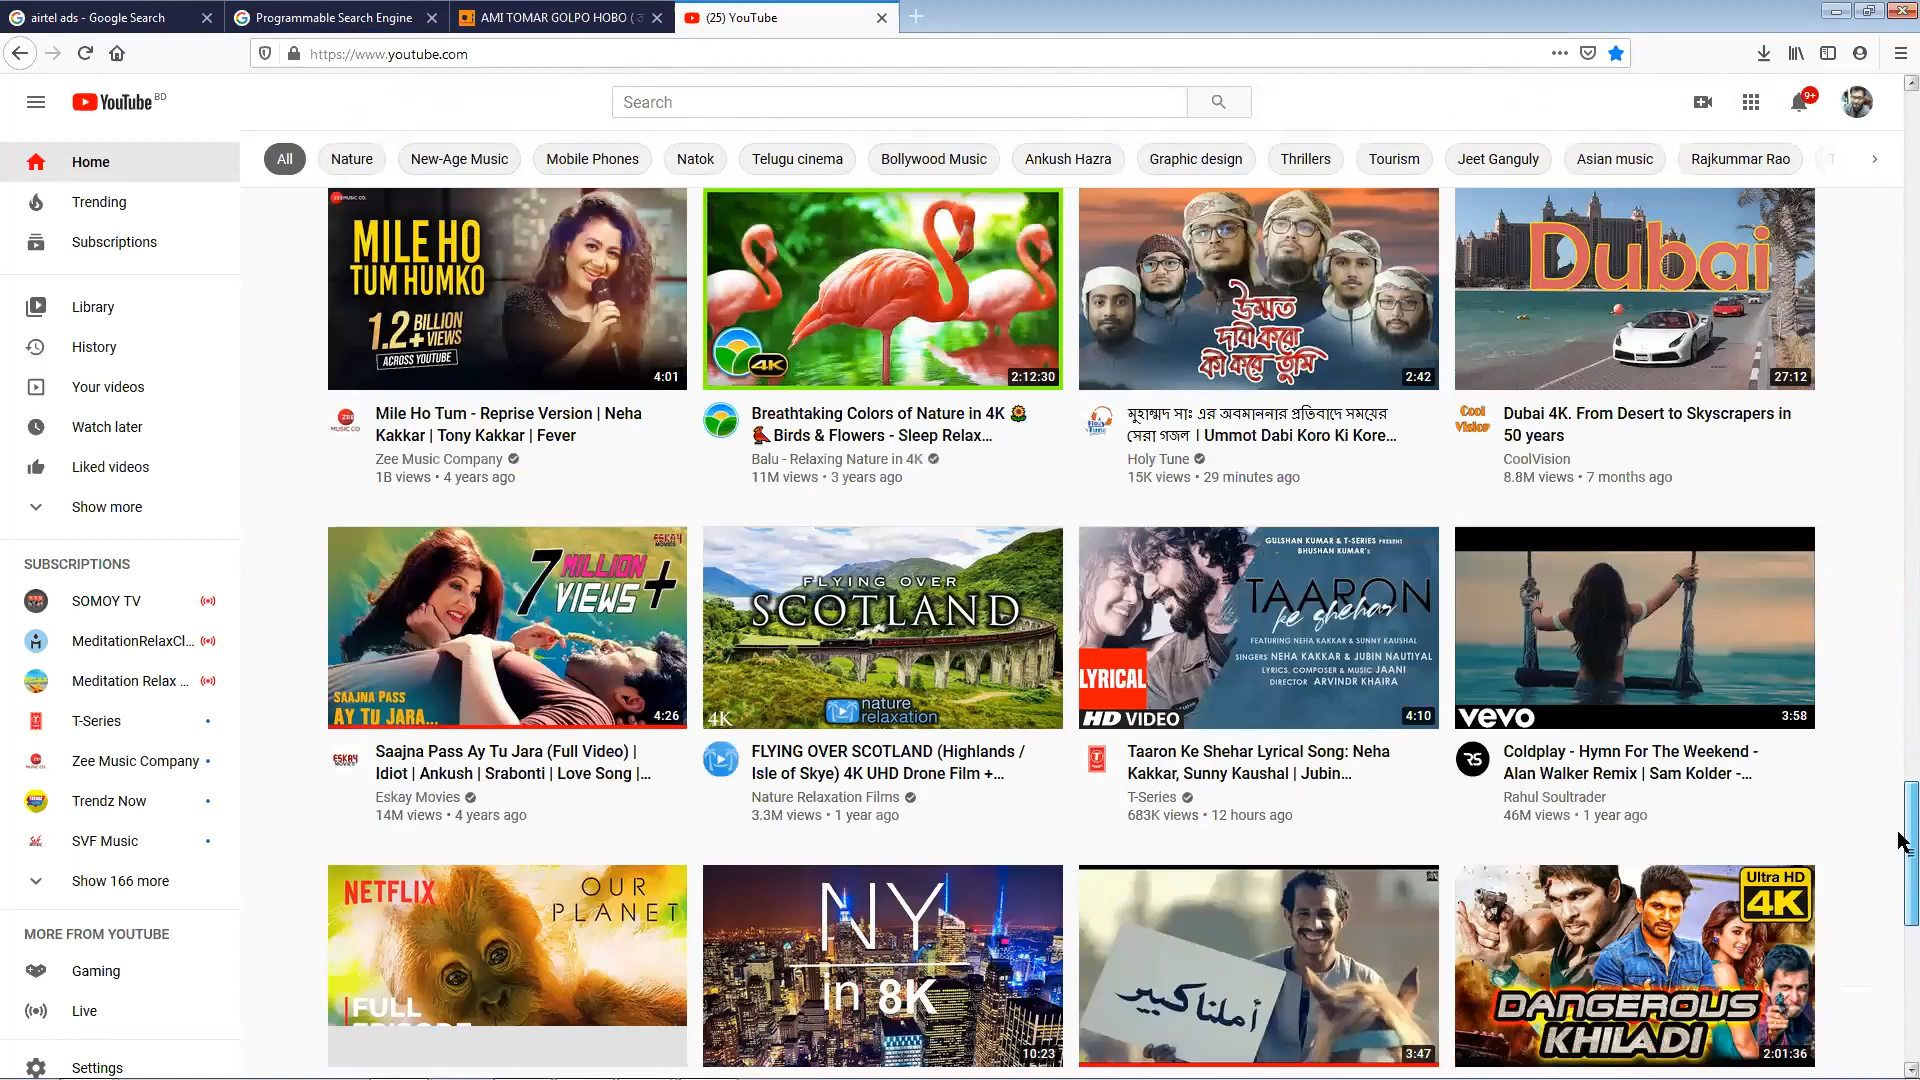 airtel ads - Google Search
Programmable Search Engine
AMI TOMAR GOLPO HOBO (
(25) YouTube
https://www.youtube.com
YouTube BD
Search
9+
Home
Trending
Subscriptions
Library
History
Your videos
Watch later
Liked videos
Show more
SUBSCRIPTIONS
SOMOY TV
MeditationRelaxCl...
Meditation Relax ...
T-Series
Zee Music Company
Trendz Now
SVF Music
Show 166 more
MORE FROM YOUTUBE
Gaming
Live
Settings
All
Nature
New-Age Music
Mobile Phones
Natok
Telugu cinema
Bollywood Music
Ankush Hazra
Graphic design
Thrillers
Tourism
Jeet Ganguly
Asian music
Rajkummar Rao
T
ZEE MUSIC CO.
MILE HO
TUM HUMKO
1.2+ BILLION
VIEWS
ACROSS YOUTUBE
4:01
Mile Ho Tum - Reprise Version | Neha
Kakkar | Tony Kakkar | Fever
Zee Music Company
1B views • 4 years ago
4K
2:12:30
Breathtaking Colors of Nature in 4K 🌻
🐦Birds & Flowers - Sleep Relax...
Balu - Relaxing Nature in 4K
11M views • 3 years ago
উম্মত
দাবী করো
কী করে তুমি
2:42
মুহাম্মদ সাঃ এর অবমাননার প্রতিবাদে সময়ের
সেরা গজল । Ummot Dabi Koro Ki Kore...
Holy Tune
15K views • 29 minutes ago
Dubai
27:12
Cool
Vision
Dubai 4K. From Desert to Skyscrapers in
50 years
CoolVision
8.8M views • 7 months ago
ESKAY
MOVIES
7 MILLION
VIEWS +
SAAJNA PASS
AY TU JARA...
4:26
Saajna Pass Ay Tu Jara (Full Video) |
Idiot | Ankush | Srabonti | Love Song |...
Eskay Movies
14M views • 4 years ago
FLYING OVER
SCOTLAND
4K
nature
relaxation
FLYING OVER SCOTLAND (Highlands /
Isle of Skye) 4K UHD Drone Film +...
Nature Relaxation Films
3.3M views • 1 year ago
GULSHAN KUMAR & T-SERIES PRESENT
BHUSHAN KUMAR's
TAARON
ke shehar
FEATURING NEHA KAKKAR & SUNNY KAUSHAL
SINGERS NEHA KAKKAR & JUBIN NAUTIYAL
LYRICS, COMPOSER & MUSIC JAANI
DIRECTOR ARVINDR KHAIRA
LYRICAL
HD VIDEO
4:10
Taaron Ke Shehar Lyrical Song: Neha
Kakkar, Sunny Kaushal | Jubin...
T-Series
683K views • 12 hours ago
vevo
3:58
RS
Coldplay - Hymn For The Weekend -
Alan Walker Remix | Sam Kolder -...
Rahul Soultrader
46M views • 1 year ago
NETFLIX
OUR
PLANET
FULL
EPISODE
NY
in 8K
10:23
أملنا كبير
3:47
Ultra HD
4K
DANGEROUS
KHILADI
2:01:36